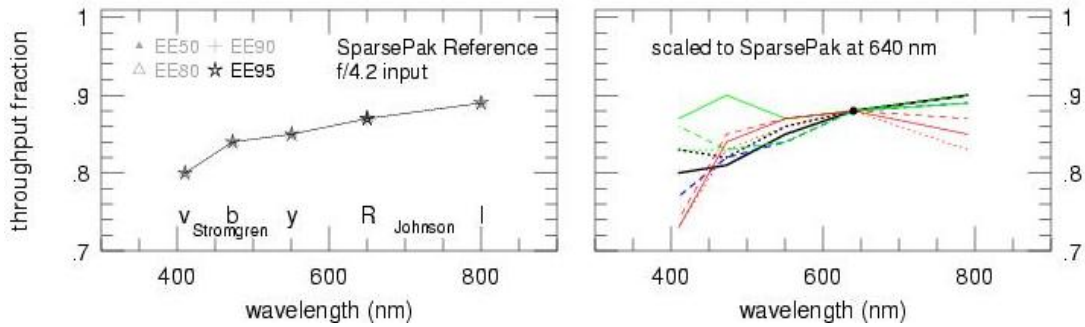 1
.9
.8
.7
throughput fraction
▲ EE50 + EE90
△ EE80 ☆ EE95
SparsePak Reference
f/4.2 input
v b y R I
Stromgren Johnson
400 600 800
wavelength (nm)
scaled to SparsePak at 640 nm
1
.9
.8
.7
400 600 800
wavelength (nm)